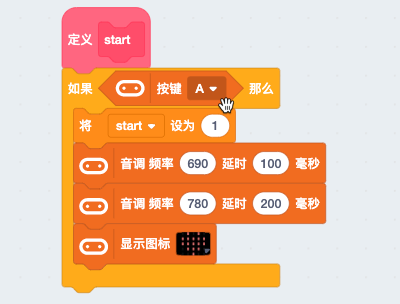 定义 start
如果 按键 A 那么
将 start 设为 1
音调 频率 690 延时 100 毫秒
音调 频率 780 延时 200 毫秒
显示图标